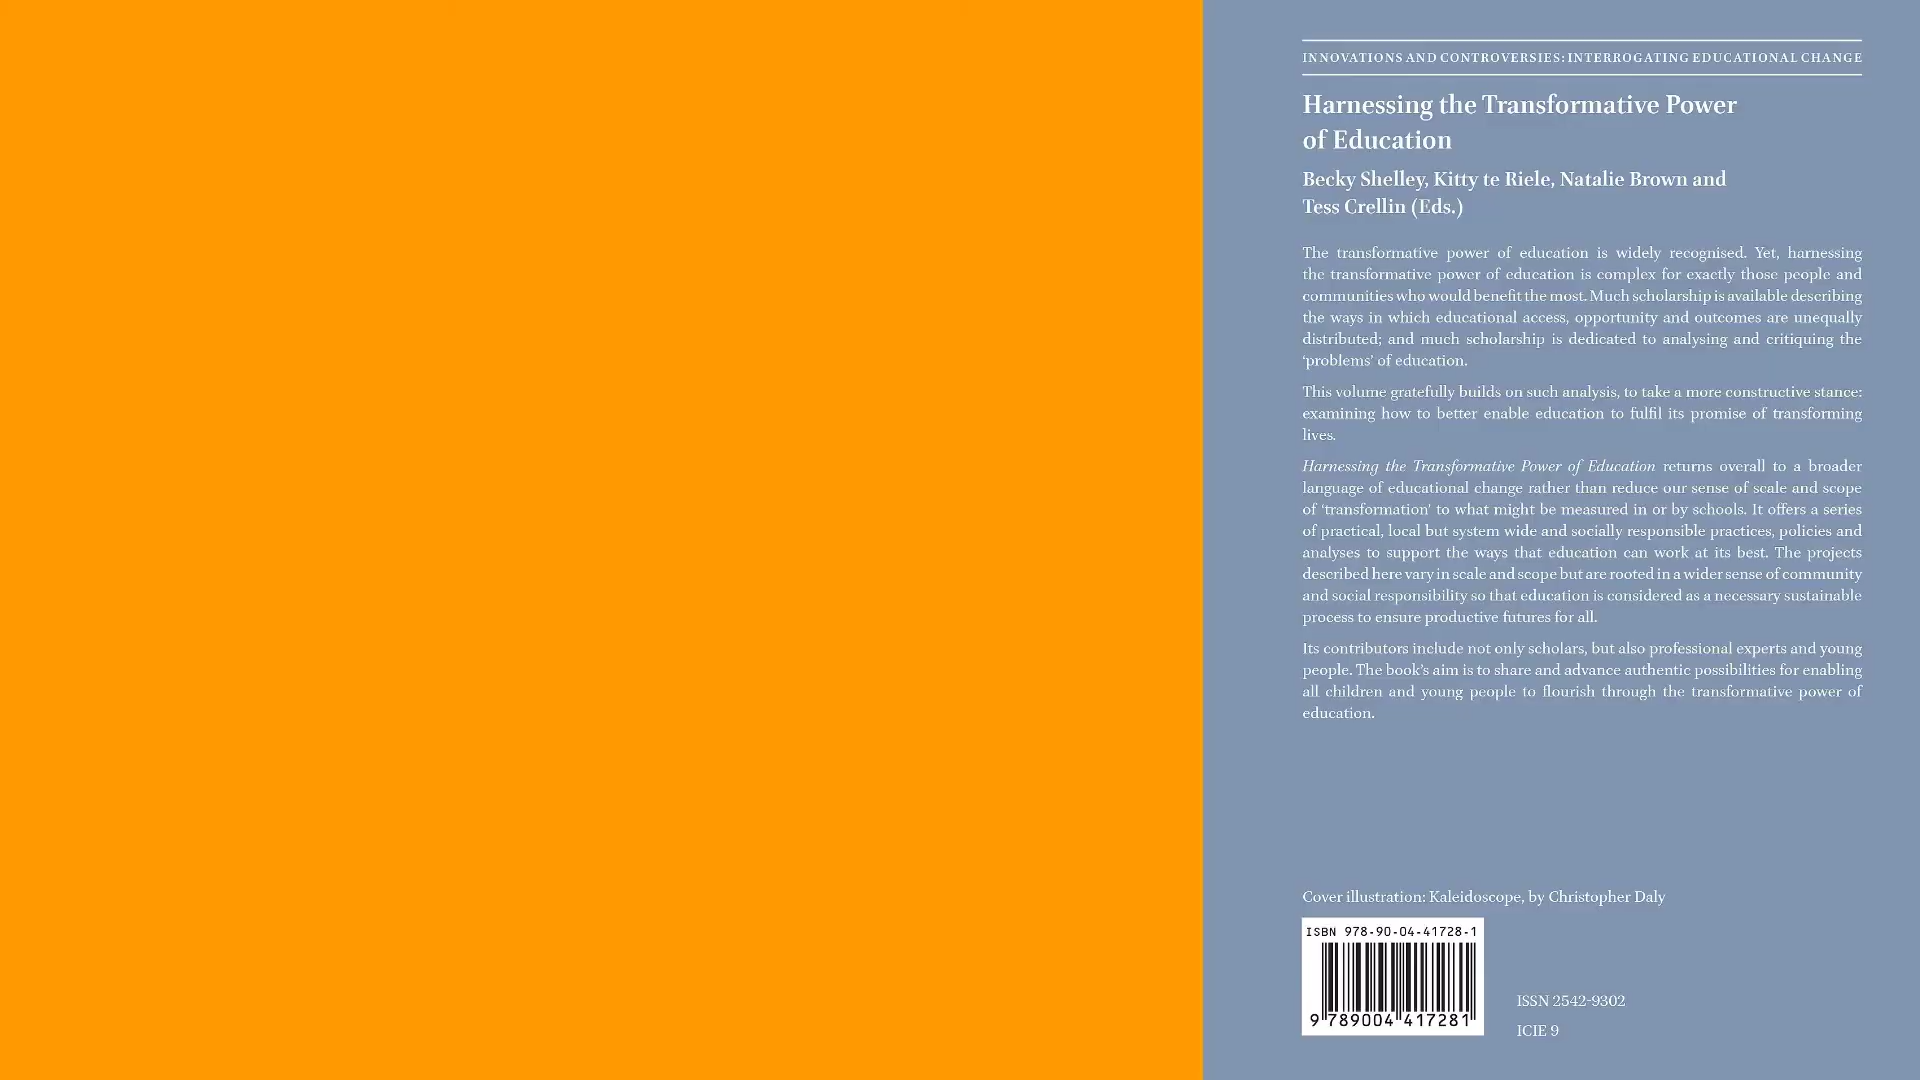 INNOVATIONS AND CONTROVERSIES: INTERROGATING EDUCATIONAL CHANGE
Harnessing the Transformative Power
of Education
Becky Shelley, Kitty te Riele, Natalie Brown and
Tess Crellin (Eds.)
The transformative power of education is widely recognised. Yet, harnessing
the transformative power of education is complex for exactly those people and
communities who would benefit the most. Much scholarship is available describing
the ways in which educational access, opportunity and outcomes are unequally
distributed; and much scholarship is dedicated to analysing and critiquing the
‘problems’ of education.
This volume gratefully builds on such analysis, to take a more constructive stance:
examining how to better enable education to fulfil its promise of transforming
lives.
Harnessing the Transformative Power of Education returns overall to a broader
language of educational change rather than reduce our sense of scale and scope
of ‘transformation’ to what might be measured in or by schools. It offers a series
of practical, local but system wide and socially responsible practices, policies and
analyses to support the ways that education can work at its best. The projects
described here vary in scale and scope but are rooted in a wider sense of community
and social responsibility so that education is considered as a necessary sustainable
process to ensure productive futures for all.
Its contributors include not only scholars, but also professional experts and young
people. The book’s aim is to share and advance authentic possibilities for enabling
all children and young people to flourish through the transformative power of
education.
Cover illustration: Kaleidoscope, by Christopher Daly
ISBN 978-90-04-41728-1
9 789004 417281
ISSN 2542-9302
ICIE 9